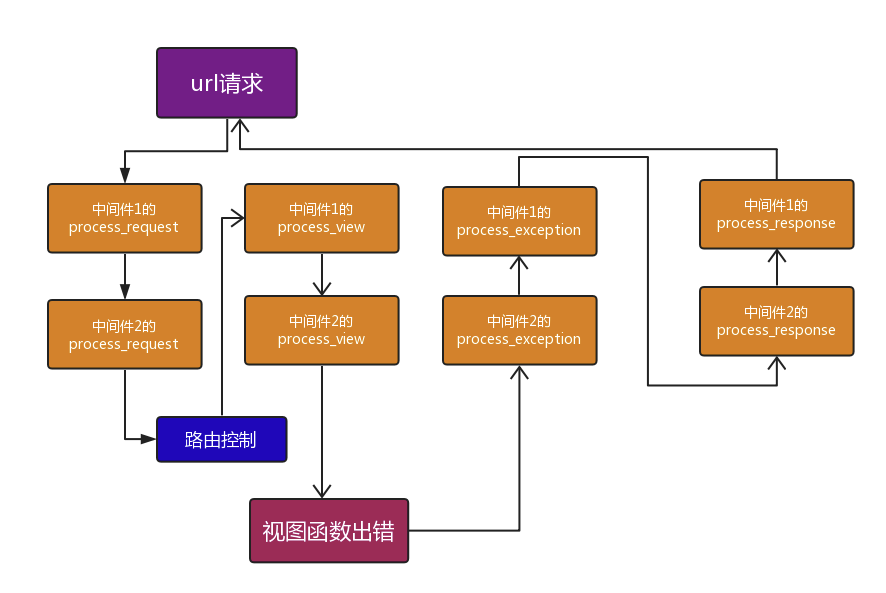 url请求
中间件1的
process_request
中间件2的
process_request
路由控制
中间件1的
process_view
中间件2的
process_view
视图函数出错
中间件2的
process_exception
中间件1的
process_exception
中间件2的
process_response
中间件1的
process_response